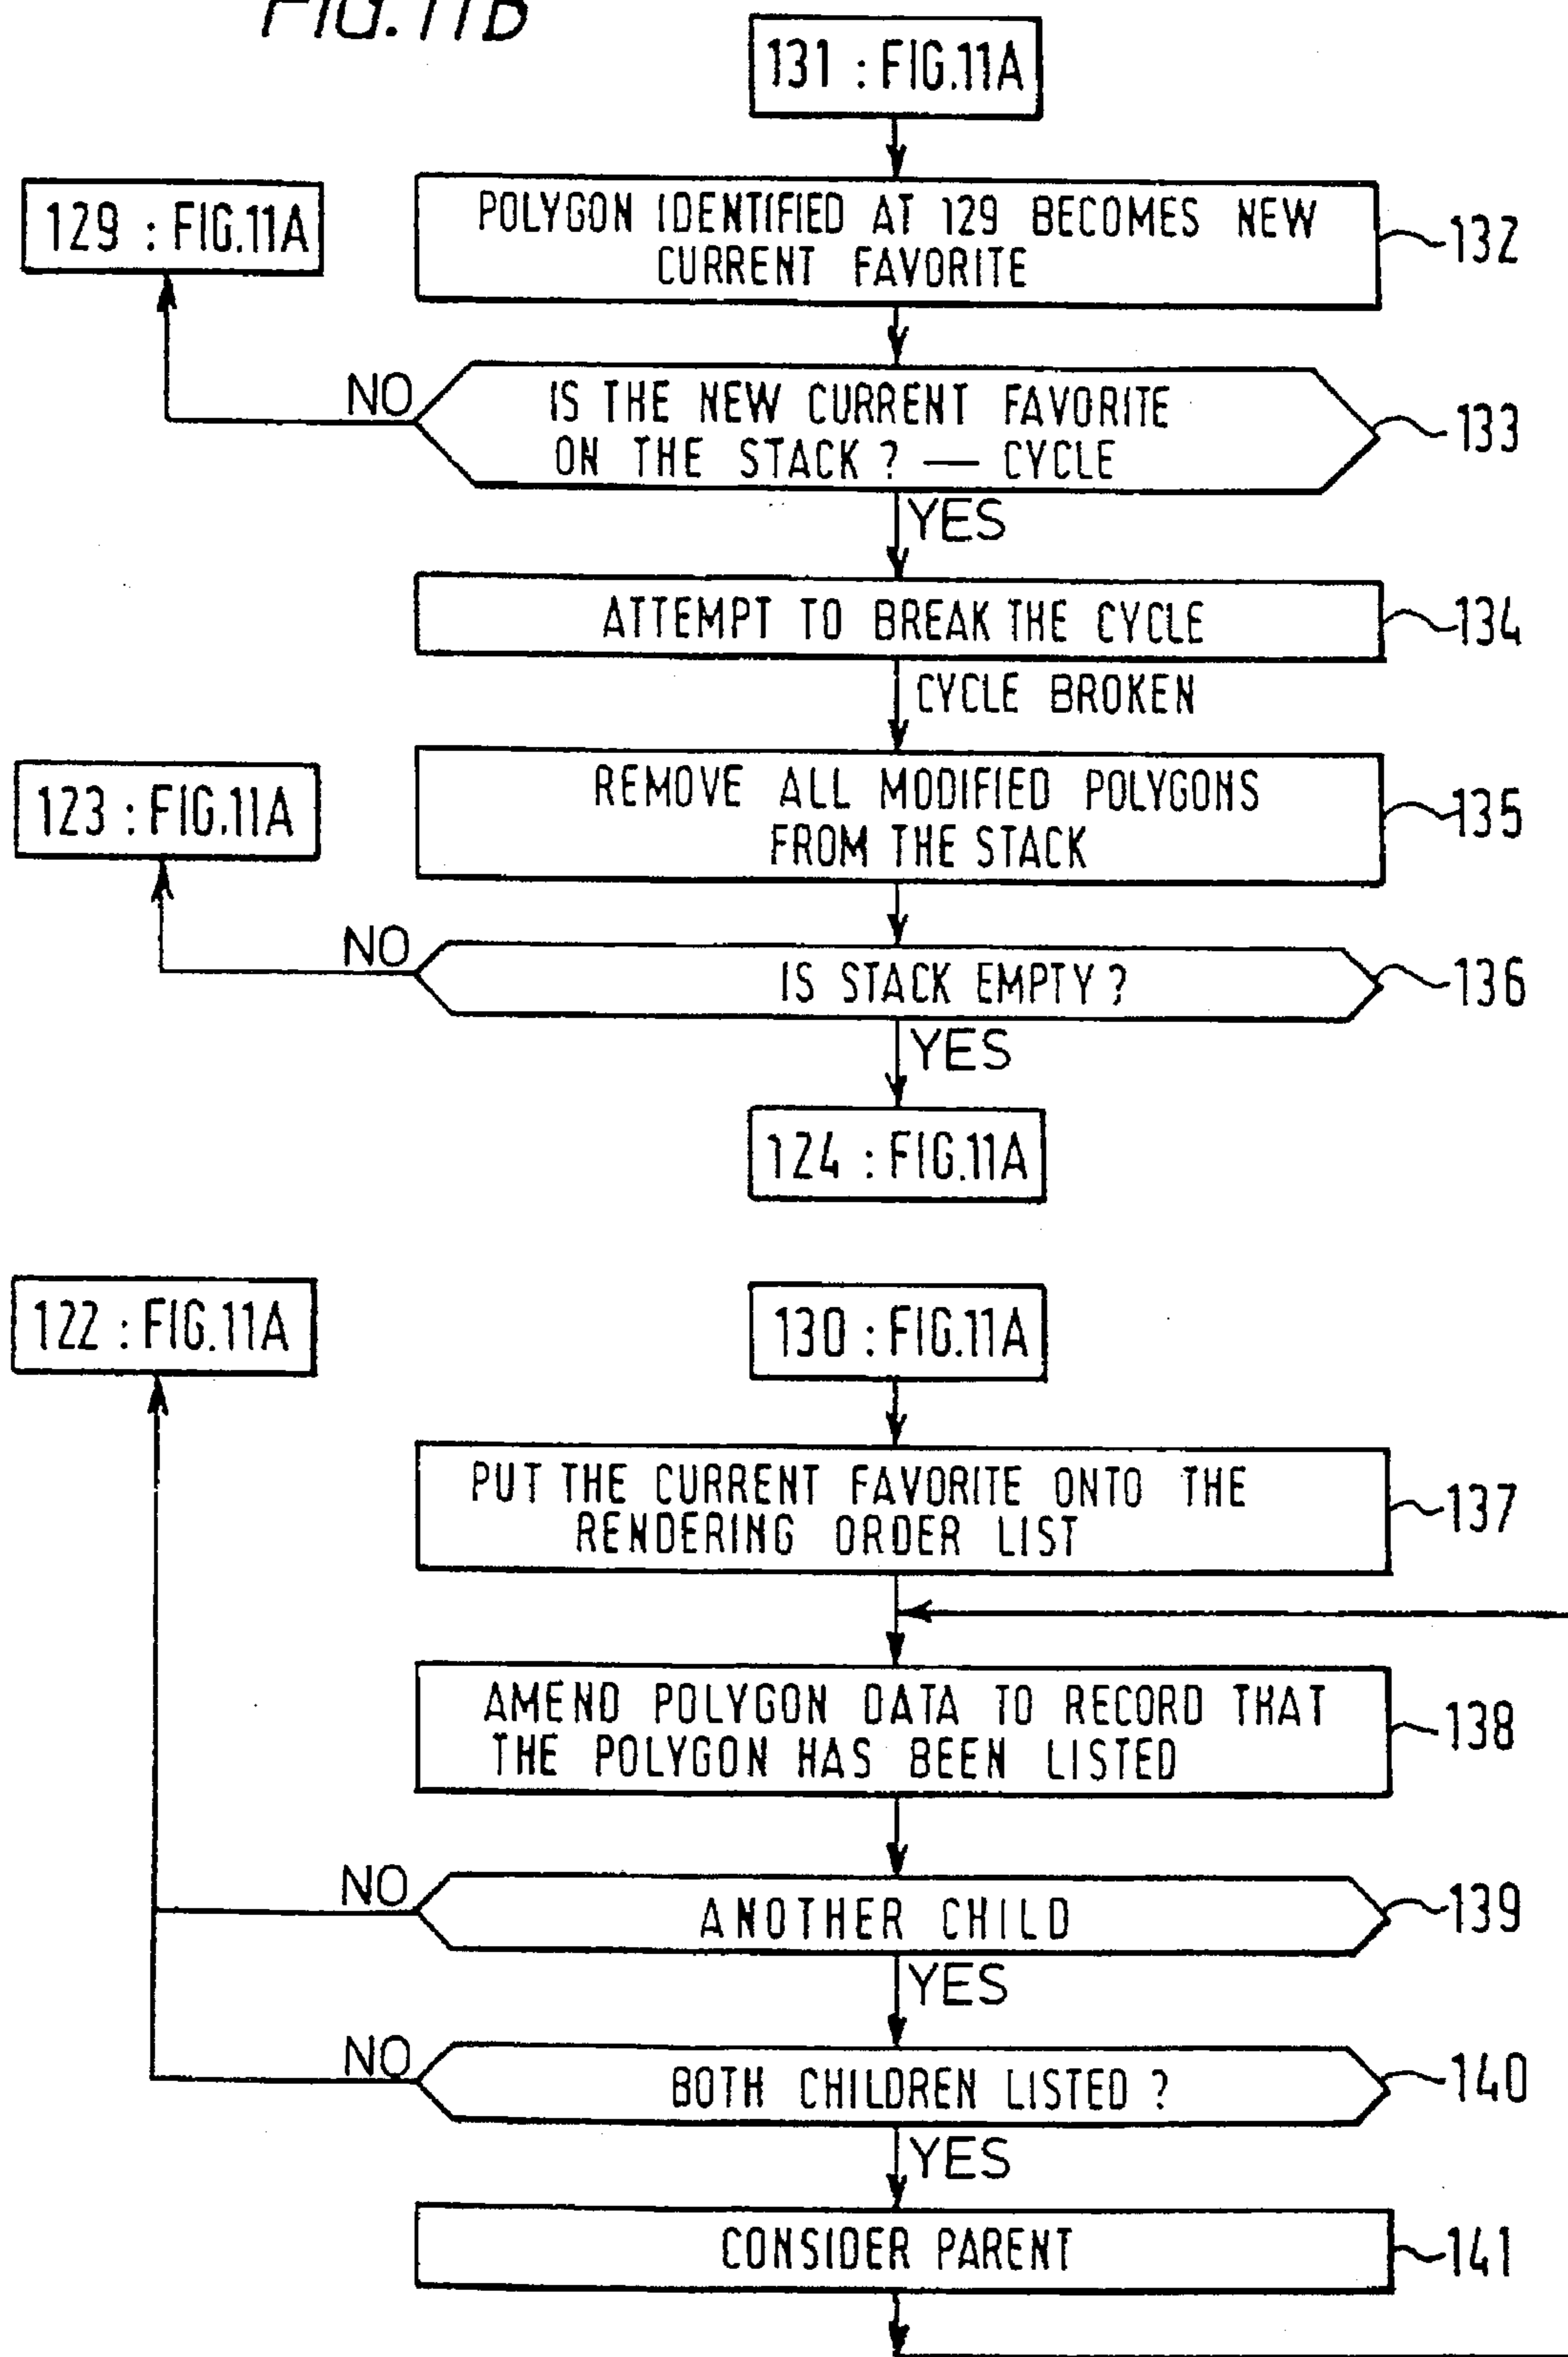 FIG.11B
131 : FIG.11A
129 : FIG.11A
POLYGON IDENTIFIED AT 129 BECOMES NEW
CURRENT FAVORITE
132
NO
IS THE NEW CURRENT FAVORITE
ON THE STACK ? — CYCLE
133
YES
ATTEMPT TO BREAK THE CYCLE
134
CYCLE BROKEN
123 : FIG.11A
REMOVE ALL MODIFIED POLYGONS
FROM THE STACK
135
NO
IS STACK EMPTY ?
136
YES
124 : FIG.11A
122 : FIG.11A
130 : FIG.11A
PUT THE CURRENT FAVORITE ONTO THE
RENDERING ORDER LIST
137
AMEND POLYGON DATA TO RECORD THAT
THE POLYGON HAS BEEN LISTED
138
NO
ANOTHER CHILD
139
YES
NO
BOTH CHILDREN LISTED ?
140
YES
CONSIDER PARENT
141